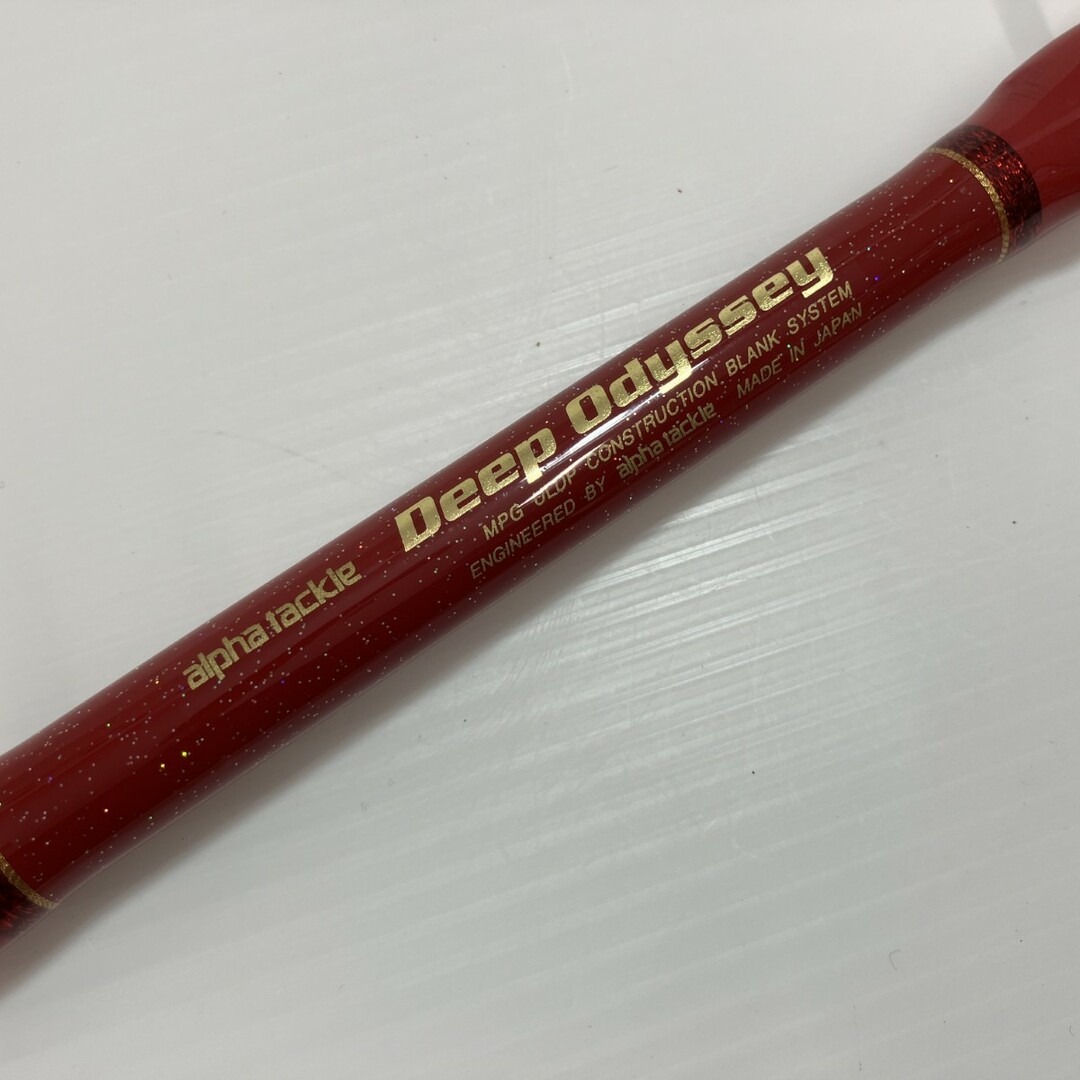 alpha tackle
Deep Odyssey
MPG ULDP CONSTRUCTION BLANK SYSTEM
ENGINEERED BY alpha tackle MADE IN JAPAN